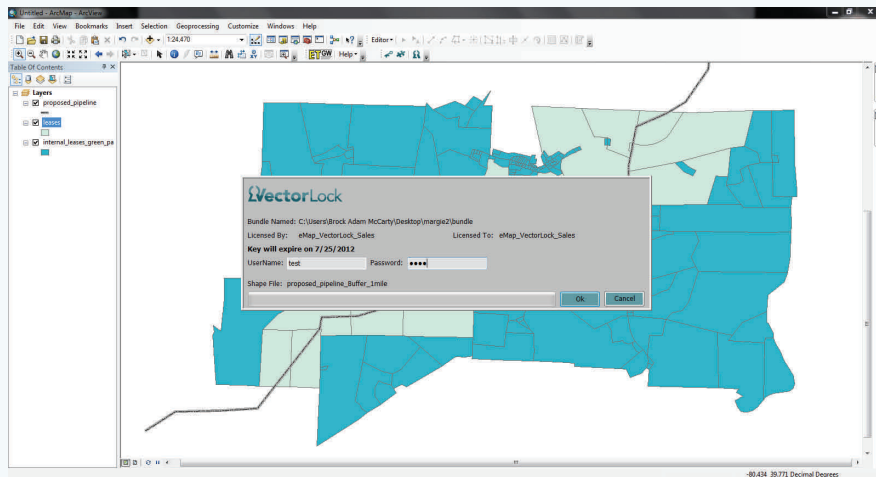 Untitled - ArcMap - ArcView
File Edit View Bookmarks Insert Selection Geoprocessing Customize Windows Help
1:24,470
Editor
ET GW Help
Table Of Contents
Layers
proposed_pipeline
leases
internal_leases_green_pa
VectorLock
Bundle Named: C:\Users\Brock Adam McCarty\Desktop\margie2\bundle
Licensed By: eMap_VectorLock_Sales Licensed To: eMap_VectorLock_Sales
Key will expire on 7/25/2012
UserName: test Password: ●●●●
Shape File: proposed_pipeline_Buffer_1mile
Ok Cancel
-80.434 39.771 Decimal Degrees